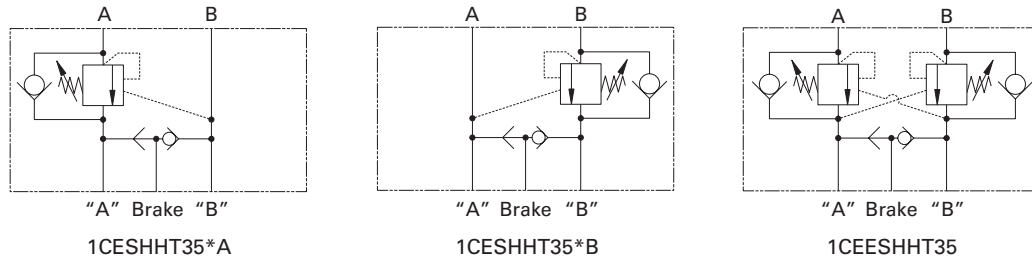 A B
"A" Brake "B"
1CESHHT35*A
A B
"A" Brake "B"
1CESHHT35*B
A B
"A" Brake "B"
1CEESHHT35